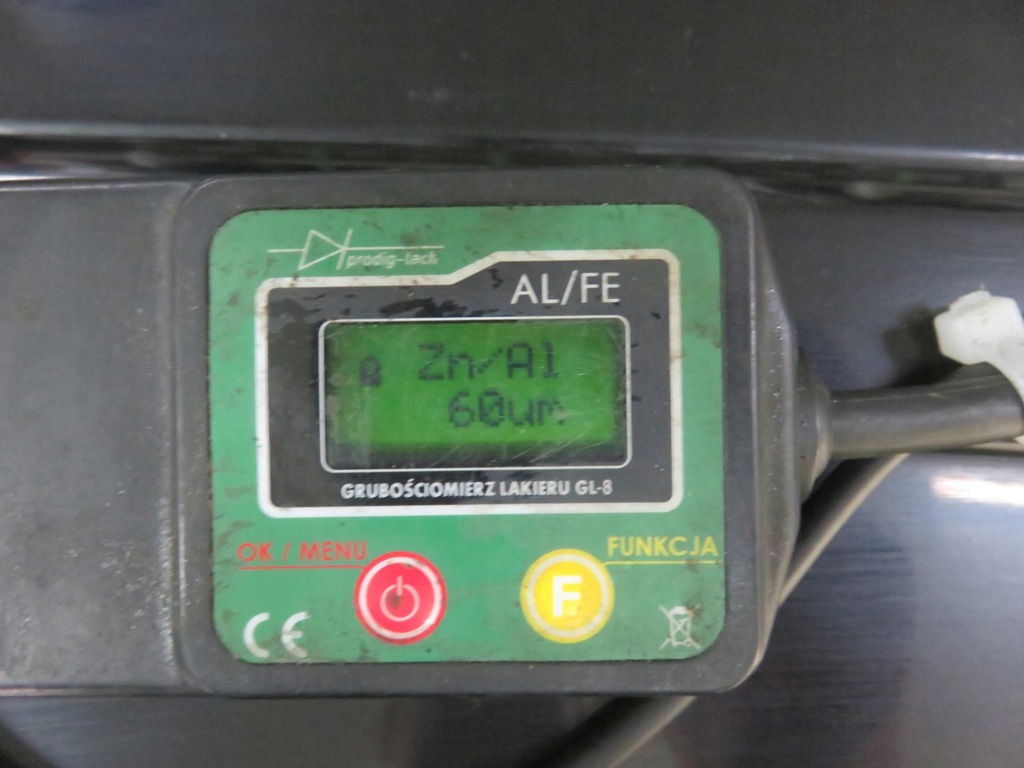 prodig-tech
AL/FE
Zn/Al
60um
GRUBOŚCIOMIERZ LAKIERU GL-8
OK / MENU
FUNKCJA
F
CE